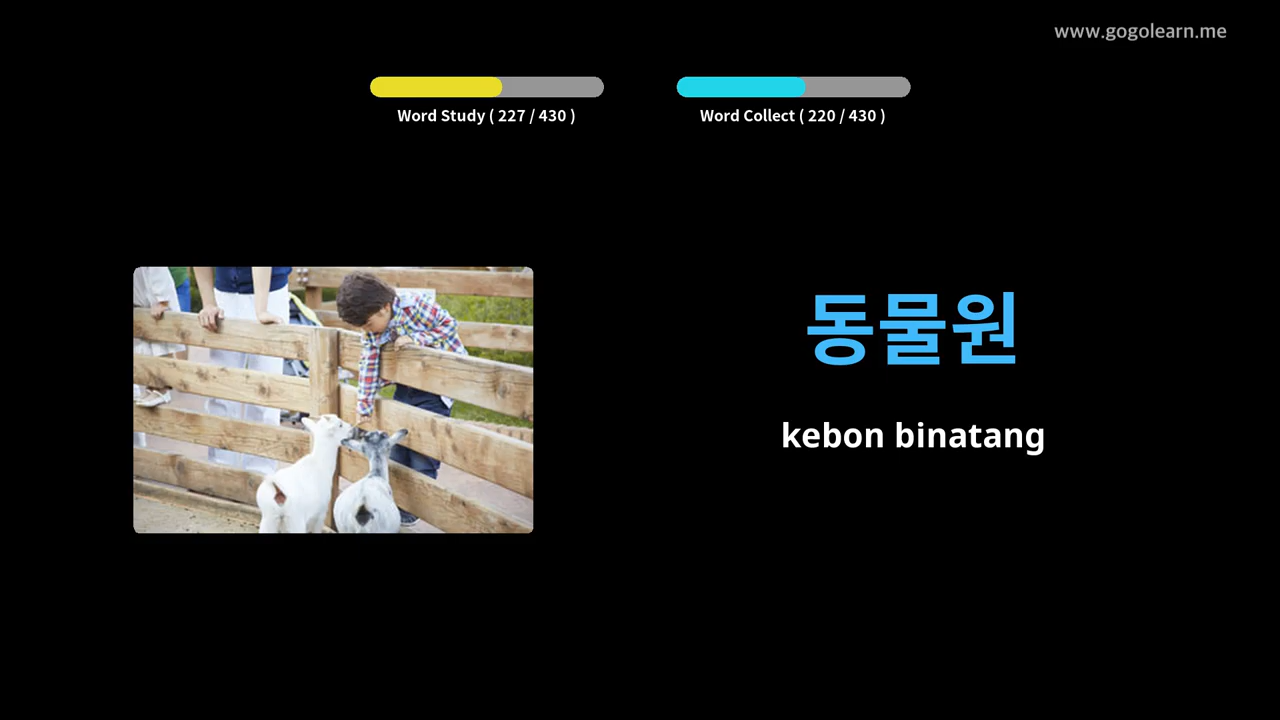 www.gogolearn.me
Word Study ( 227 / 430 )
Word Collect ( 220 / 430 )
동물원
kebon binatang